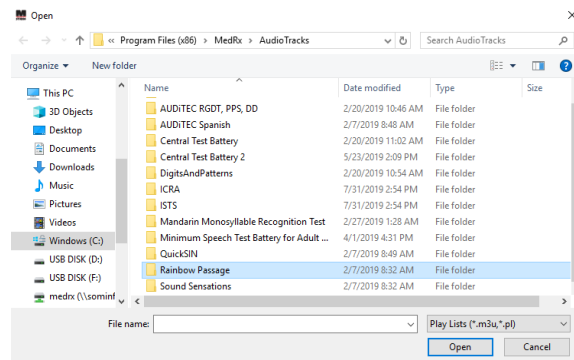 Open
« Program Files (x86) > MedRx > AudioTracks
Search AudioTracks
Organize
New folder
This PC
3D Objects
Desktop
Documents
Downloads
Music
Pictures
Videos
Windows (C:)
USB DISK (D:)
USB DISK (F:)
medrx (\\sominf
Name Date modified Type Size
AUDiTEC RGDT, PPS, DD 2/20/2019 10:46 AM File folder
AUDiTEC Spanish 2/7/2019 8:48 AM File folder
Central Test Battery 2/20/2019 11:02 AM File folder
Central Test Battery 2 5/23/2019 2:09 PM File folder
DigitsAndPatterns 2/20/2019 10:54 AM File folder
ICRA 7/31/2019 2:54 PM File folder
ISTS 7/31/2019 2:54 PM File folder
Mandarin Monosyllable Recognition Test 2/27/2019 1:28 AM File folder
Minimum Speech Test Battery for Adult ... 4/1/2019 4:31 PM File folder
QuickSIN 2/7/2019 8:49 AM File folder
Rainbow Passage 2/7/2019 8:32 AM File folder
Sound Sensations 2/7/2019 8:32 AM File folder
File name:
Play Lists (*.m3u,*.pl)
Open
Cancel